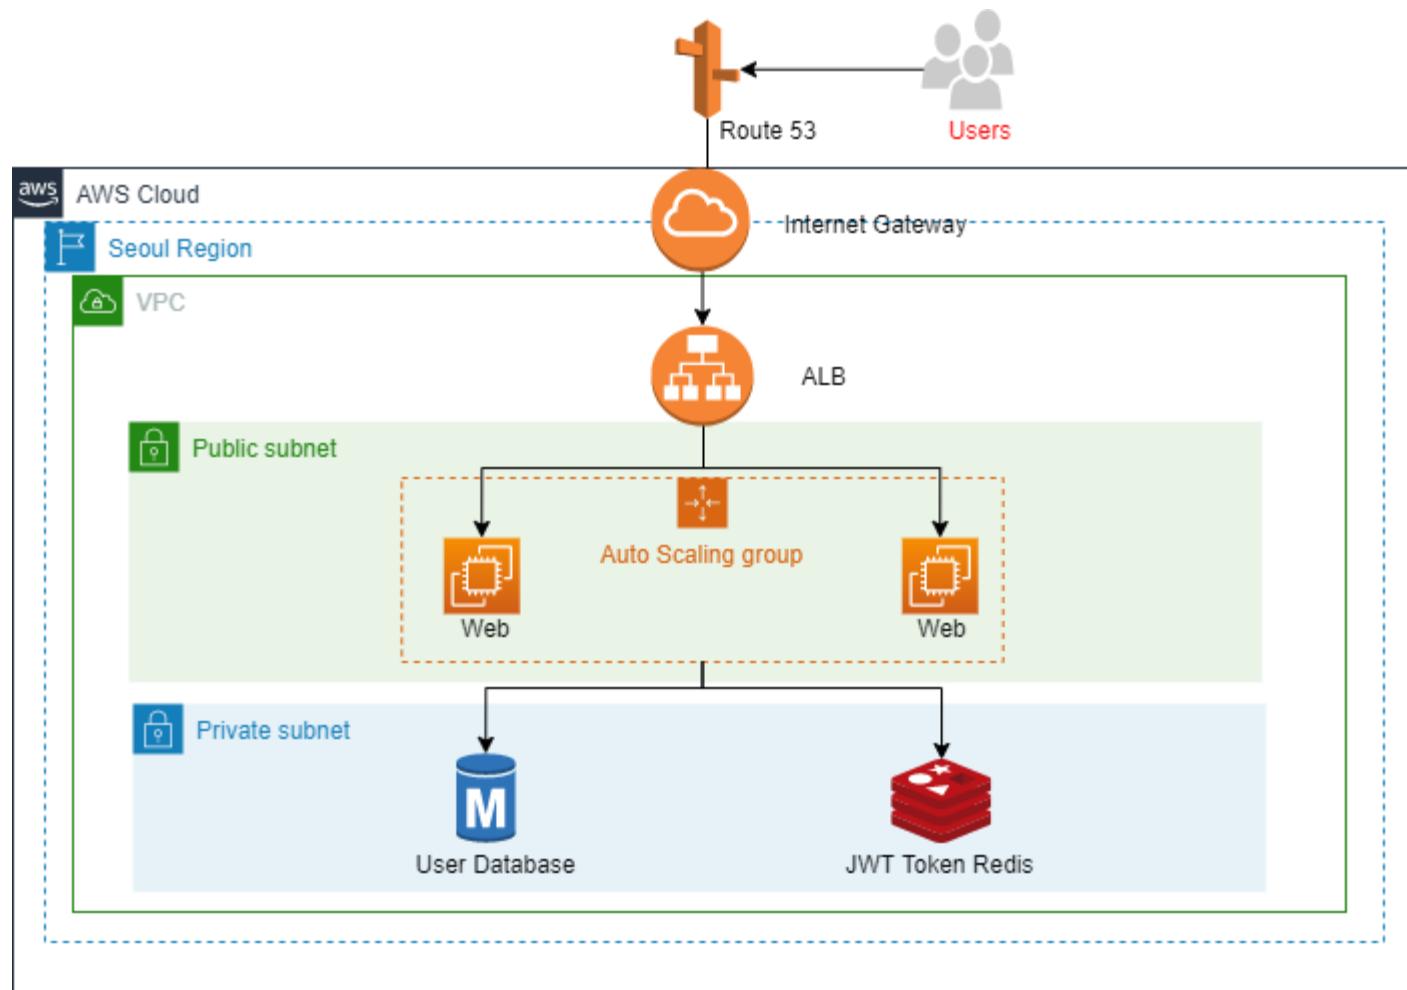 Route 53
Users
aws
AWS Cloud
Internet Gateway
Seoul Region
VPC
ALB
Public subnet
Auto Scaling group
Web
Web
Private subnet
M
User Database
JWT Token Redis